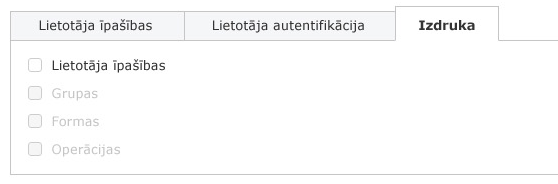 Lietotāja īpašības Lietotāja autentifikācija Izdruka
Lietotāja īpašības
Grupas
Formas
Operācijas